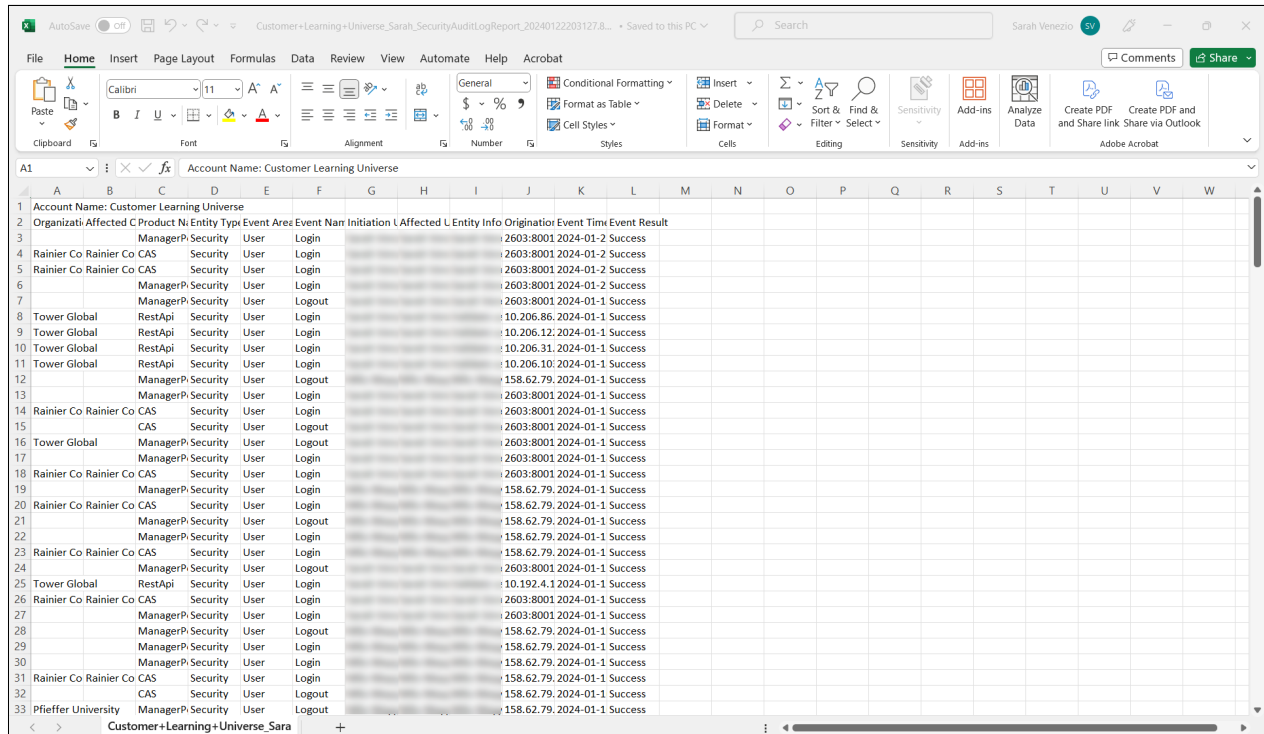 AutoSave Off Customer+Learning+Universe_Sarah_SecurityAuditLogReport_20240122203127.8... • Saved to this PC Search Sarah Venezio SV
File Home Insert Page Layout Formulas Data Review View Automate Help Acrobat Comments Share
Paste Calibri 11 A A General Conditional Formatting Insert Sort & Find & Sensitivity Add-ins Analyze Create PDF Create PDF and
B I U A ab $ % 9 Format as Table Delete Filter Select Data and Share link Share via Outlook
Cell Styles Format
Clipboard Font Alignment Number Styles Cells Editing Sensitivity Add-ins Adobe Acrobat
A1 fx Account Name: Customer Learning Universe
A B C D E F G H I J K L M N O P Q R S T U V W
1 Account Name: Customer Learning Universe
2 Organizati Affected C Product Na Entity Type Event Area Event Nam Initiation U Affected U Entity Info Origination Event Time Event Result
3 ManagerP Security User Login 2603:8001 2024-01-2 Success
4 Rainier Co Rainier Co CAS Security User Login 2603:8001 2024-01-2 Success
5 Rainier Co Rainier Co CAS Security User Login 2603:8001 2024-01-2 Success
6 ManagerP Security User Login 2603:8001 2024-01-2 Success
7 ManagerP Security User Logout 2603:8001 2024-01-1 Success
8 Tower Global RestApi Security User Login 10.206.86. 2024-01-1 Success
9 Tower Global RestApi Security User Login 10.206.12 2024-01-1 Success
10 Tower Global RestApi Security User Login 10.206.31. 2024-01-1 Success
11 Tower Global RestApi Security User Login 10.206.10 2024-01-1 Success
12 ManagerP Security User Logout 158.62.79. 2024-01-1 Success
13 ManagerP Security User Login 2603:8001 2024-01-1 Success
14 Rainier Co Rainier Co CAS Security User Login 2603:8001 2024-01-1 Success
15 CAS Security User Logout 2603:8001 2024-01-1 Success
16 Tower Global ManagerP Security User Logout 2603:8001 2024-01-1 Success
17 ManagerP Security User Login 2603:8001 2024-01-1 Success
18 Rainier Co Rainier Co CAS Security User Login 2603:8001 2024-01-1 Success
19 ManagerP Security User Login 158.62.79. 2024-01-1 Success
20 Rainier Co Rainier Co CAS Security User Login 158.62.79. 2024-01-1 Success
21 ManagerP Security User Logout 158.62.79. 2024-01-1 Success
22 ManagerP Security User Login 158.62.79. 2024-01-1 Success
23 Rainier Co Rainier Co CAS Security User Login 158.62.79. 2024-01-1 Success
24 ManagerP Security User Logout 2603:8001 2024-01-1 Success
25 Tower Global RestApi Security User Login 10.192.4.1 2024-01-1 Success
26 Rainier Co Rainier Co CAS Security User Login 2603:8001 2024-01-1 Success
27 ManagerP Security User Login 2603:8001 2024-01-1 Success
28 ManagerP Security User Logout 158.62.79. 2024-01-1 Success
29 ManagerP Security User Login 158.62.79. 2024-01-1 Success
30 ManagerP Security User Login 158.62.79. 2024-01-1 Success
31 Rainier Co Rainier Co CAS Security User Login 158.62.79. 2024-01-1 Success
32 CAS Security User Logout 158.62.79. 2024-01-1 Success
33 Pfieffer University ManagerP Security User Logout 158.62.79. 2024-01-1 Success
Customer+Learning+Universe_Sara +